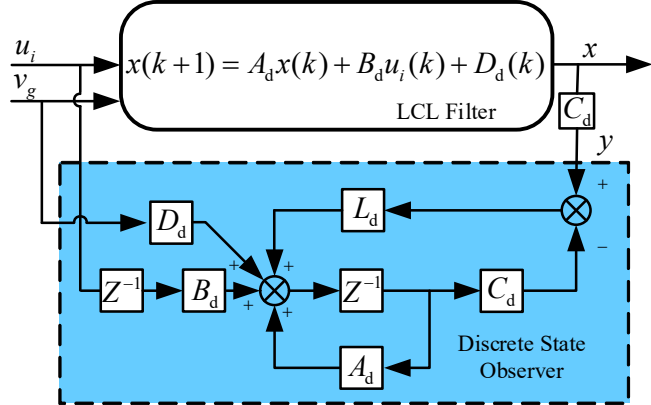 u_i
v_g
x(k+1) = A_d x(k) + B_d u_i(k) + D_d(k)
LCL Filter
x
C_d
y
+
−
L_d
D_d
+
+
Z⁻¹
B_d
+
Z⁻¹
C_d
+
A_d
Discrete State
Observer